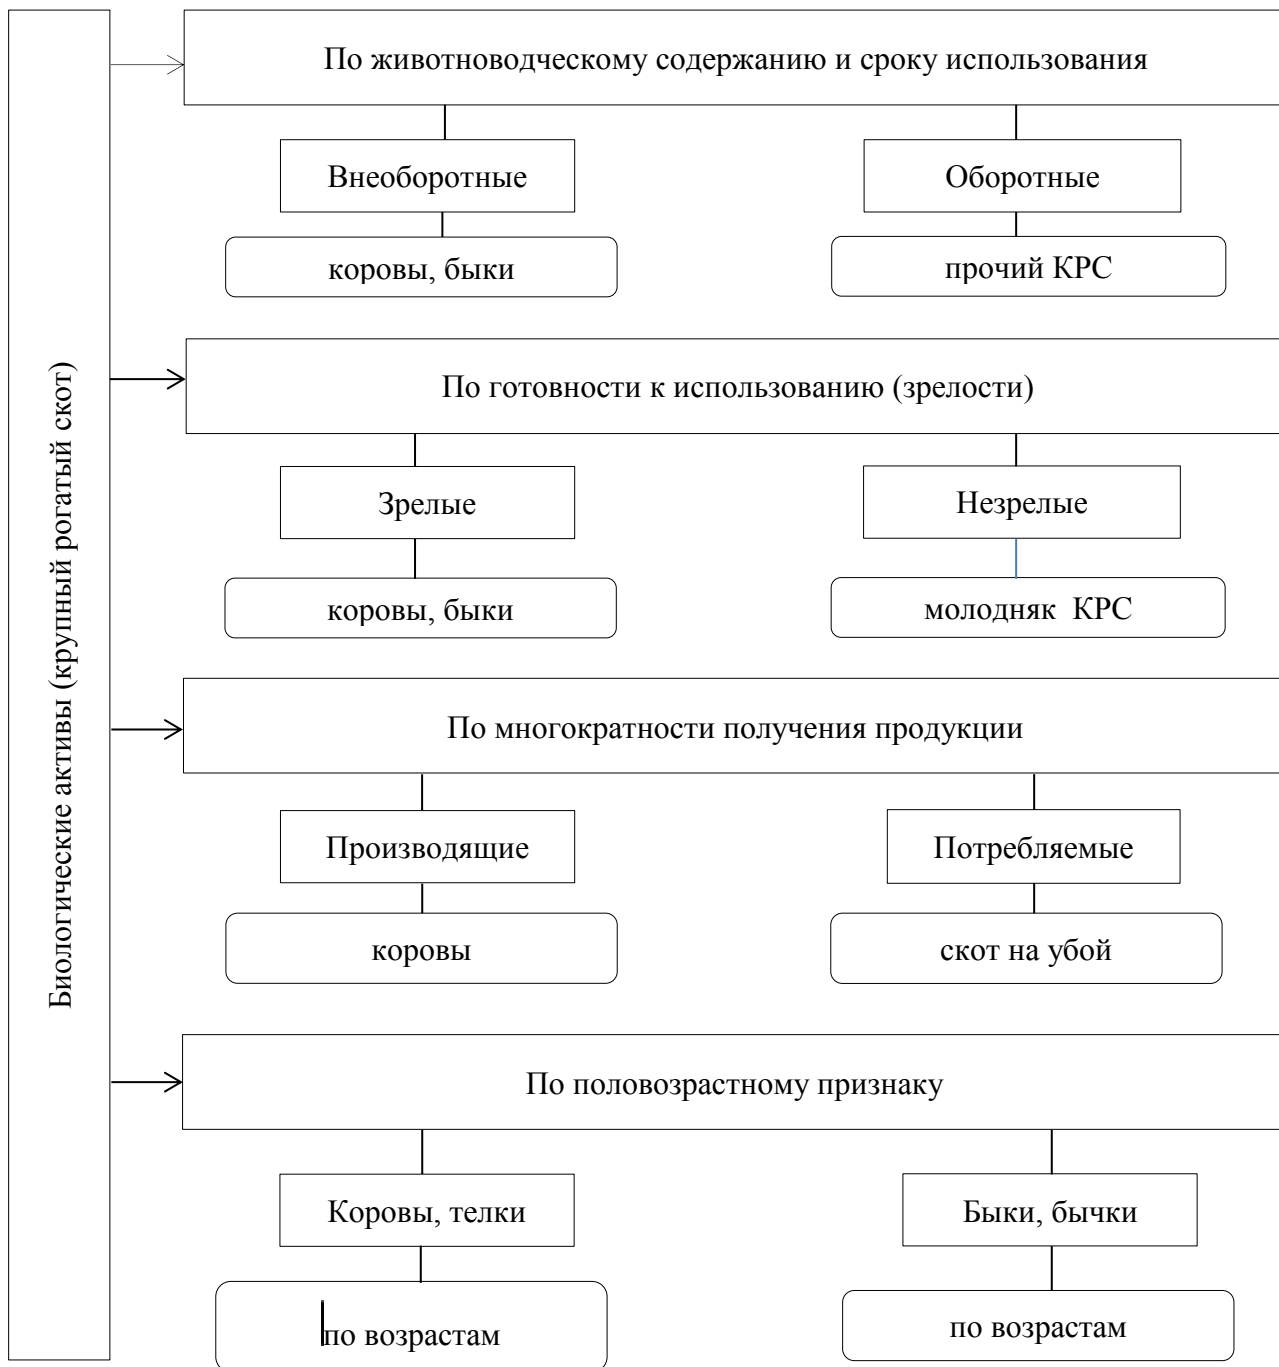 Биологические активы (крупный рогатый скот)
По животноводческому содержанию и сроку использования
Внеоборотные
Оборотные
коровы, быки
прочий КРС
По готовности к использованию (зрелости)
Зрелые
Незрелые
коровы, быки
молодняк КРС
По многократности получения продукции
Производящие
Потребляемые
коровы
скот на убой
По половозрастному признаку
Коровы, телки
Быки, бычки
по возрастам
по возрастам